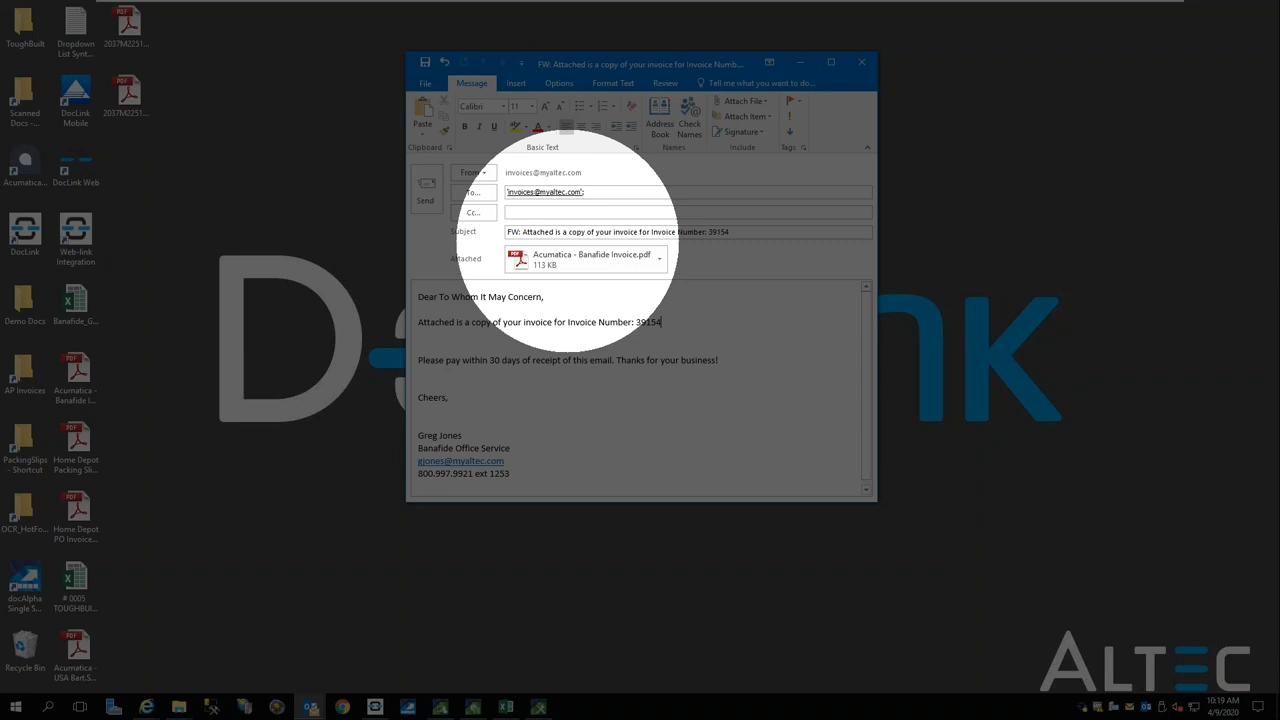 ToughBuilt
Dropdown
List Synt...
2037M2251...
Scanned
Docs -...
DocLink
Mobile
2037M2251...
Acumatica...
DocLink Web
DocLink
Web-link
Integration
Demo Docs
Banafide_G...
AP Invoices
Acumatica -
Banafide I...
PackingSlips
- Shortcut
Home Depot
Packing Sli...
OCR_HotFo...
Home Depot
PO Invoice...
docAlpha
Single S...
# 0005
TOUGHBUI...
Recycle Bin
Acumatica -
USA Bart.S...
FW: Attached is a copy of your invoice for Invoice Numb...
File
Message
Insert
Options
Format Text
Review
Tell me what you want to do...
Paste
Clipboard
Calibri
11
B I U
Basic Text
Address
Book
Check
Names
Names
Attach File
Attach Item
Signature
Include
Tags
Send
From
invoices@myaltec.com
To...
'invoices@myaltec.com';
Cc...
Subject
FW: Attached is a copy of your invoice for Invoice Number: 39154
Attached
Acumatica - Banafide Invoice.pdf
113 KB
Dear To Whom It May Concern,
Attached is a copy of your invoice for Invoice Number: 39154
Please pay within 30 days of receipt of this email. Thanks for your business!
Cheers,
Greg Jones
Banafide Office Service
gjones@myaltec.com
800.997.9921 ext 1253
ALTEC
10:19 AM
4/9/2020